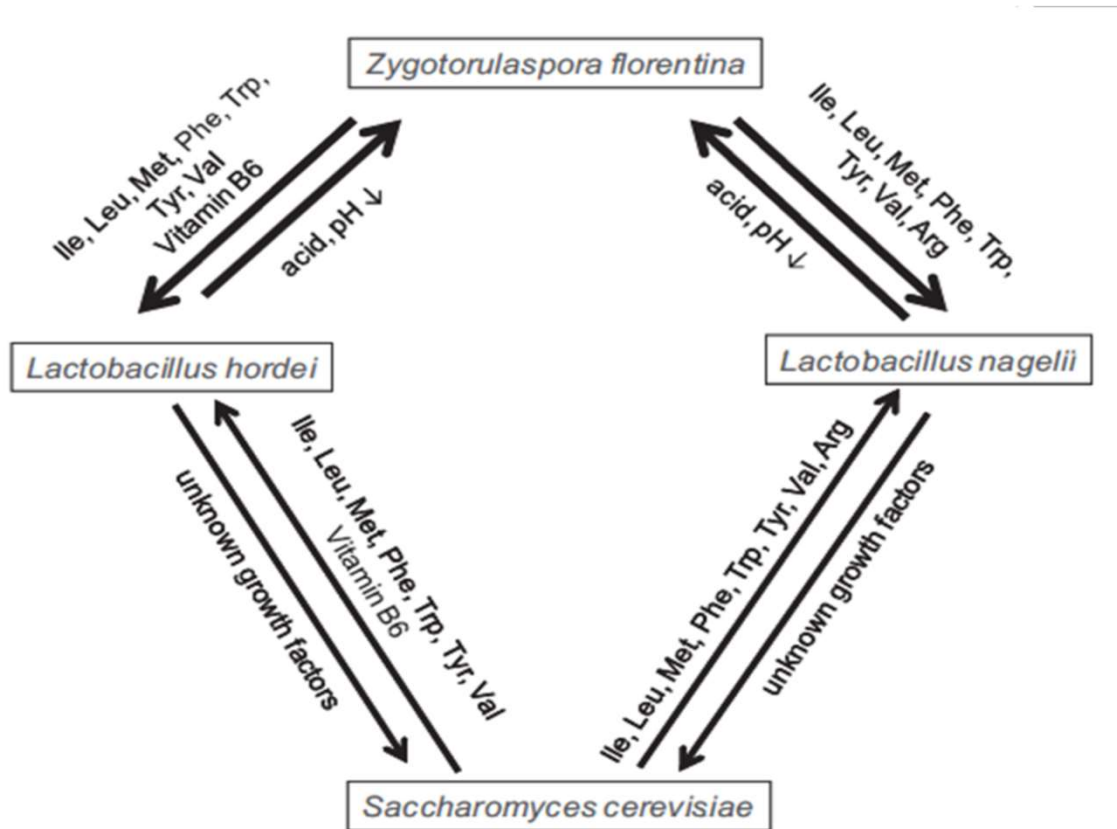 Zygotorulaspora florentina
Ile, Leu, Met, Phe, Trp,
Tyr, Val
Vitamin B6
acid, pH ↓
acid, pH ↓
Ile, Leu, Met, Phe, Trp,
Tyr, Val, Arg
Lactobacillus hordei
Lactobacillus nagelii
unknown growth factors
Ile, Leu, Met, Phe, Trp, Tyr, Val
Vitamin B6
Ile, Leu, Met, Phe, Trp, Tyr, Val, Arg
unknown growth factors
Saccharomyces cerevisiae